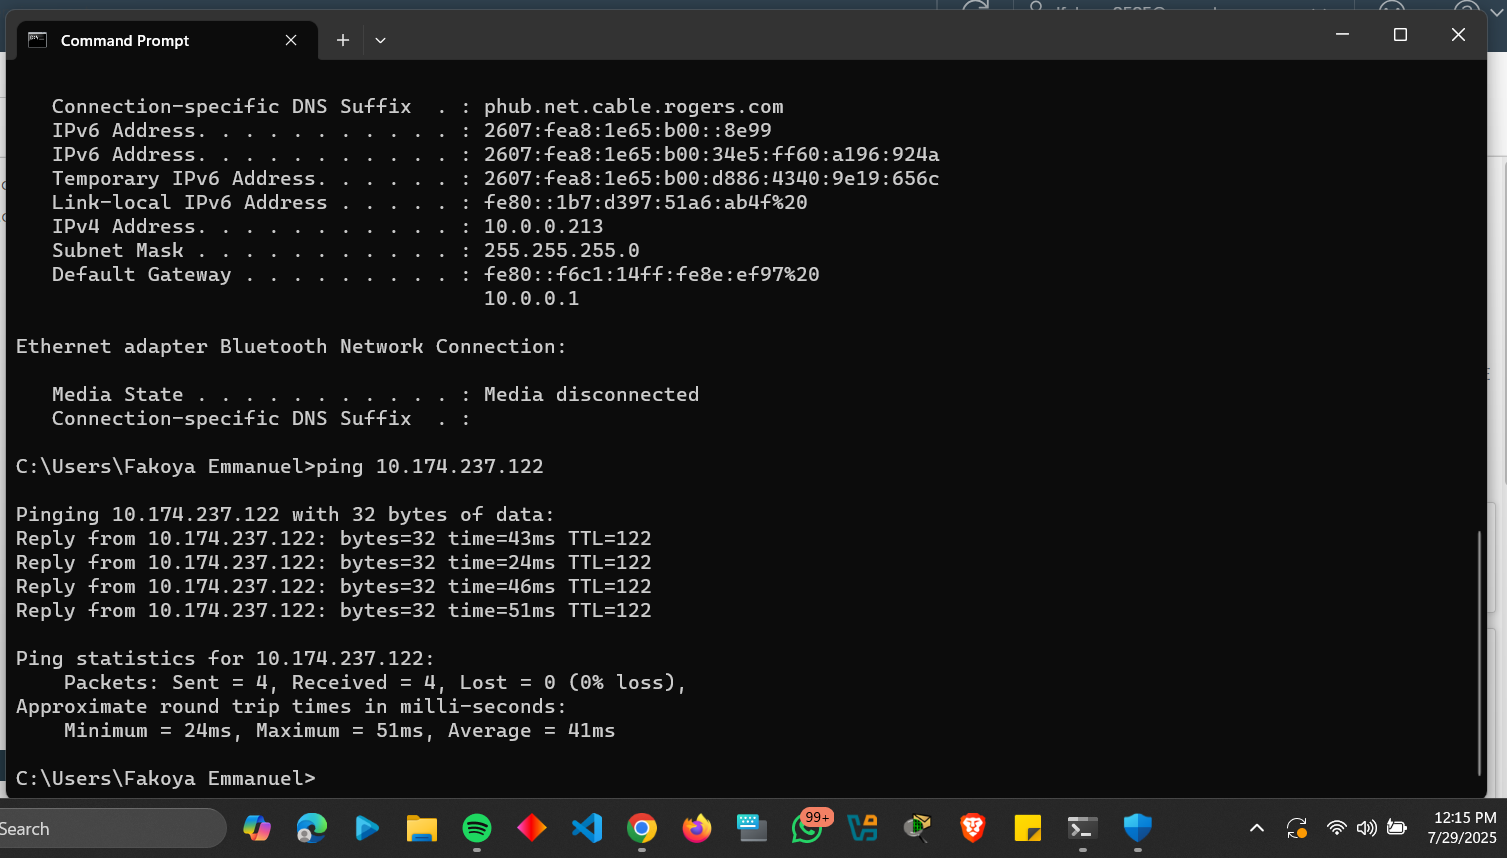 Command Prompt
Connection-specific DNS Suffix  . : phub.net.cable.rogers.com
IPv6 Address. . . . . . . . . . . : 2607:fea8:1e65:b00::8e99
IPv6 Address. . . . . . . . . . . : 2607:fea8:1e65:b00:34e5:ff60:a196:924a
Temporary IPv6 Address. . . . . . : 2607:fea8:1e65:b00:d886:4340:9e19:656c
Link-local IPv6 Address . . . . . : fe80::1b7:d397:51a6:ab4f%20
IPv4 Address. . . . . . . . . . . : 10.0.0.213
Subnet Mask . . . . . . . . . . . : 255.255.255.0
Default Gateway . . . . . . . . . : fe80::f6c1:14ff:fe8e:ef97%20
10.0.0.1
Ethernet adapter Bluetooth Network Connection:
Media State . . . . . . . . . . . : Media disconnected
Connection-specific DNS Suffix  . :
C:\Users\Fakoya Emmanuel>ping 10.174.237.122
Pinging 10.174.237.122 with 32 bytes of data:
Reply from 10.174.237.122: bytes=32 time=43ms TTL=122
Reply from 10.174.237.122: bytes=32 time=24ms TTL=122
Reply from 10.174.237.122: bytes=32 time=46ms TTL=122
Reply from 10.174.237.122: bytes=32 time=51ms TTL=122
Ping statistics for 10.174.237.122:
Packets: Sent = 4, Received = 4, Lost = 0 (0% loss),
Approximate round trip times in milli-seconds:
Minimum = 24ms, Maximum = 51ms, Average = 41ms
C:\Users\Fakoya Emmanuel>
Search
99+
12:15 PM
7/29/2025